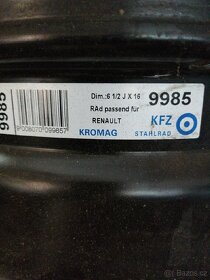 Dim.:6 1/2 J X 16
9985
RAd passend für
RENAULT
KFZ
KROMAG
STAHLRAD
9985